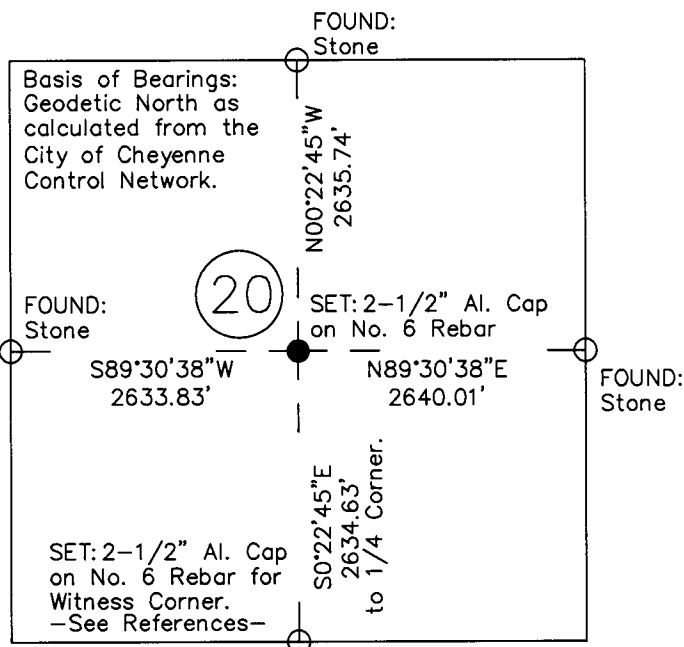 FOUND:
Stone
Basis of Bearings:
Geodetic North as
calculated from the
City of Cheyenne
Control Network.
N00°22'45"W
2635.74'
20
FOUND:
Stone
SET: 2-1/2" Al. Cap
on No. 6 Rebar
S89°30'38"W
2633.83'
N89°30'38"E
2640.01'
FOUND:
Stone
S0°22'45"E
2634.63'
to 1/4 Corner.
SET: 2-1/2" Al. Cap
on No. 6 Rebar for
Witness Corner.
-See References-